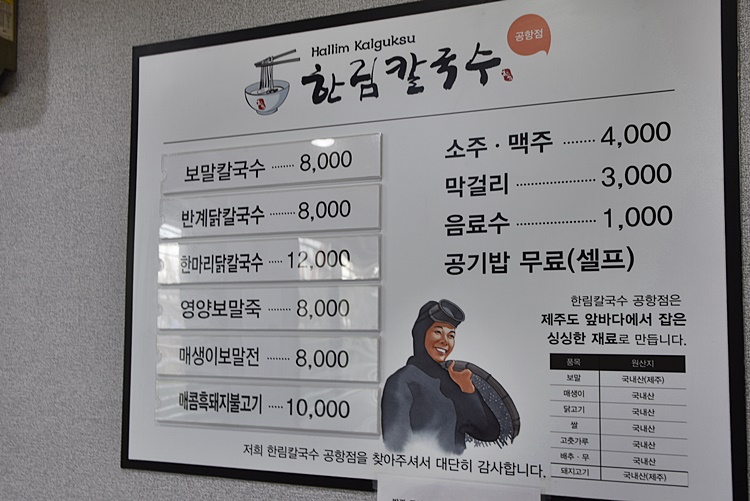 Hallim Kalguksu
한림칼국수
공항점
보말칼국수 ······· 8,000
반계닭칼국수 ········ 8,000
한마리닭칼국수 ····· 12,000
영양보말죽 ········ 8,000
매생이보말전 ········ 8,000
매콤흑돼지불고기 ····· 10,000
소주 · 맥주 ········ 4,000
막걸리 ···················· 3,000
음료수 ···················· 1,000
공기밥 무료(셀프)
한림칼국수 공항점은
제주도 앞바다에서 잡은
싱싱한 재료로 만듭니다.
품목 원산지
보말 국내산(제주)
매생이 국내산
닭고기 국내산
쌀 국내산
고춧가루 국내산
배추 · 무 국내산
돼지고기 국내산(제주)
저희 한림칼국수 공항점을 찾아주셔서 대단히 감사합니다.